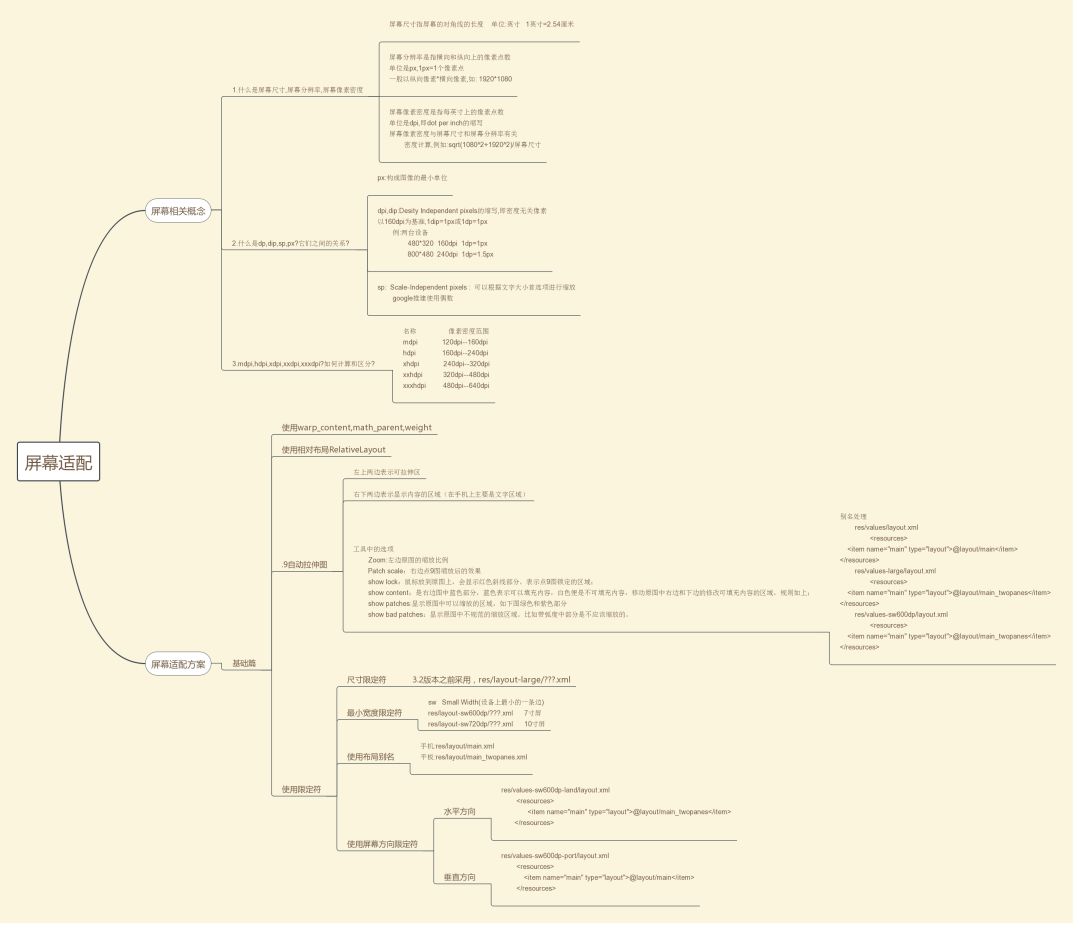 屏幕适配
屏幕相关概念
1.什么是屏幕尺寸,屏幕分辨率,屏幕像素密度
屏幕尺寸指屏幕的对角线的长度 单位:英寸 1英寸=2.54厘米
屏幕分辨率是指横向和纵向上的像素点数
单位是px,1px=1个像素点
一般以纵向像素*横向像素,如: 1920*1080
屏幕像素密度是指每英寸上的像素点数
单位是dpi,即dot per inch的缩写
屏幕像素密度与屏幕尺寸和屏幕分辨率有关
密度计算,例如:sqrt(1080^2+1920^2)/屏幕尺寸
2.什么是dp,dip,sp,px?它们之间的关系?
px:构成图像的最小单位
dpi,dip:Desity Independent pixels的缩写,即密度无关像素
以160dpi为基准,1dip=1px或1dp=1px
例:两台设备
480*320 160dpi 1dp=1px
800*480 240dpi 1dp=1.5px
sp: Scale-Independent pixels : 可以根据文字大小首选项进行缩放
google推建使用偶数
3.mdpi,hdpi,xdpi,xxdpi,xxxdpi?如何计算和区分?
名称 像素密度范围
mdpi 120dpi--160dpi
hdpi 160dpi--240dpi
xhdpi 240dpi--320dpi
xxhdpi 320dpi--480dpi
xxxhdpi 480dpi--640dpi
屏幕适配方案
基础篇
使用warp_content,math_parent,weight
使用相对布局RelativeLayout
.9自动拉伸图
左上两边表示可拉伸区
右下两边表示显示内容的区域（在手机上主要是文字区域）
工具中的选项
Zoom:左边原图的缩放比例
Patch scale：右边点9图缩放后的效果
show lock：鼠标放到原图上，会显示红色斜线部分，表示点9图锁定的区域；
show content：是右边图中蓝色部分，蓝色表示可以填充内容，白色便是不可填充内容，移动原图中右边和下边的修改可填充内容的区域，规则如上；
show patches:显示原图中可以缩放的区域，如下图绿色和紫色部分
show bad patches：显示原图中不规范的缩放区域，比如带弧度中部分是不应该缩放的。
别名处理
res/values/layout.xml
<resources>
<item name="main" type="layout">@layout/main</item>
</resources>
res/values-large/layout.xml
<resources>
<item name="main" type="layout">@layout/main_twopanes</item>
</resources>
res/values-sw600dp/layout.xml
<resources>
<item name="main" type="layout">@layout/main_twopanes</item>
</resources>
使用限定符
尺寸限定符 3.2版本之前采用，res/layout-large/???.xml
最小宽度限定符
sw Small Width(设备上最小的一条边)
res/layout-sw600dp/???.xml 7寸屏
res/layout-sw720dp/???.xml 10寸屏
使用布局别名
手机:res/layout/main.xml
平板:res/layout/main_twopanes.xml
使用屏幕方向限定符
水平方向
res/values-sw600dp-land/layout.xml
<resources>
<item name="main" type="layout">@layout/main_twopanes</item>
</resources>
垂直方向
res/values-sw600dp-port/layout.xml
<resources>
<item name="main" type="layout">@layout/main</item>
</resources>